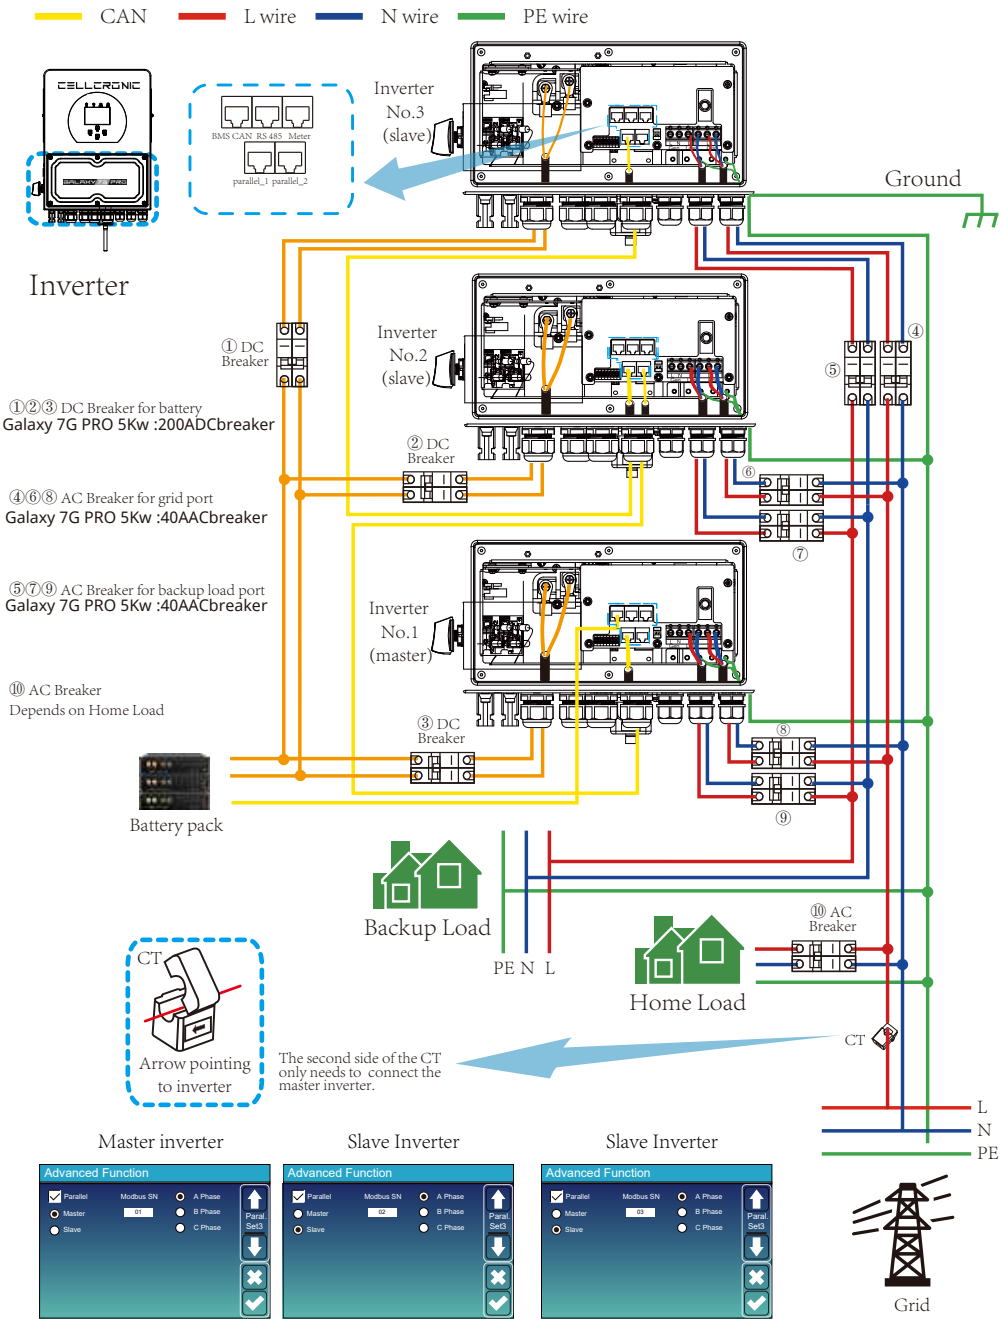 CAN
L wire
N wire
PE wire
CELLCRONIC
GALAXY 7G PRO
Inverter
BMS CAN RS 485 Meter
parallel_1 parallel_2
Inverter
No.3
(slave)
Ground
Inverter
No.2
(slave)
① DC
Breaker
④
⑤
①②③ DC Breaker for battery
Galaxy 7G PRO 5Kw :200ADCbreaker
② DC
Breaker
⑥
④⑥⑧ AC Breaker for grid port
Galaxy 7G PRO 5Kw :40AACbreaker
⑦
⑤⑦⑨ AC Breaker for backup load port
Galaxy 7G PRO 5Kw :40AACbreaker
Inverter
No.1
(master)
⑩ AC Breaker
Depends on Home Load
③ DC
Breaker
⑧
⑨
Battery pack
Backup Load
PE N L
⑩ AC
Breaker
Home Load
CT
Arrow pointing
to inverter
The second side of the CT
only needs to connect the
master inverter.
CT
L
N
PE
Grid
Master inverter
Advanced Function
Parallel
Modbus SN
A Phase
Master
01
B Phase
Slave
C Phase
Paral.
Set3
Slave Inverter
Advanced Function
Parallel
Modbus SN
A Phase
Master
02
B Phase
Slave
C Phase
Paral.
Set3
Slave Inverter
Advanced Function
Parallel
Modbus SN
A Phase
Master
03
B Phase
Slave
C Phase
Paral.
Set3